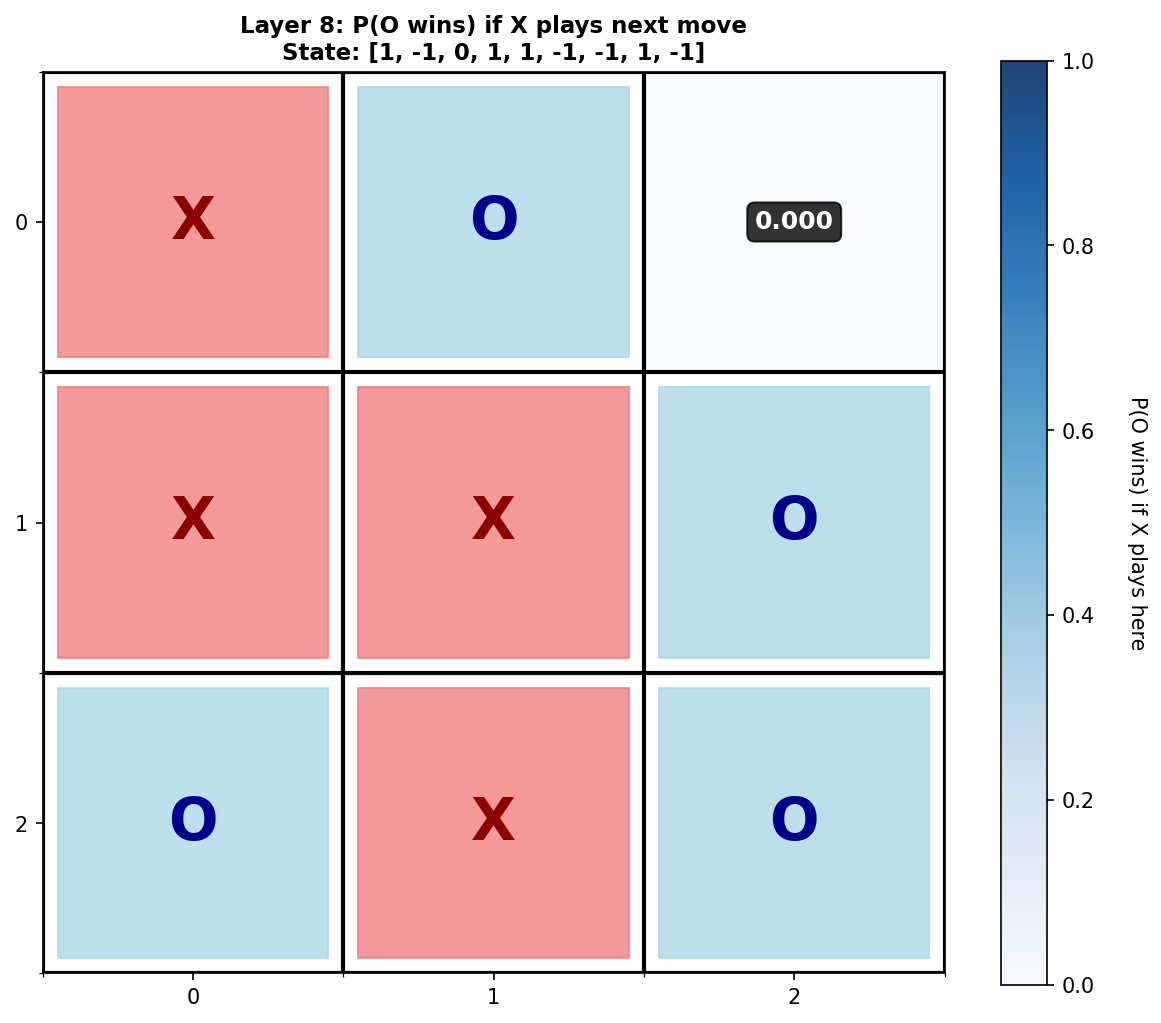 Layer 8: P(O wins) if X plays next move
State: [1, -1, 0, 1, 1, -1, -1, 1, -1]
0
X
O
0.000
1
X
X
O
2
O
X
O
0
1
2
1.0
0.8
0.6
0.4
0.2
0.0
P(O wins) if X plays here